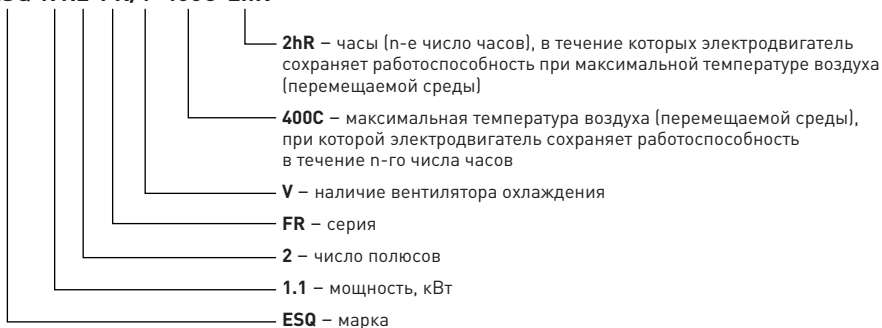 2hR – часы (n-е число часов), в течение которых электродвигатель
сохраняет работоспособность при максимальной температуре воздуха
(перемещаемой среды)
400C – максимальная температура воздуха (перемещаемой среды),
при которой электродвигатель сохраняет работоспособность
в течение n-го числа часов
V – наличие вентилятора охлаждения
FR – серия
2 – число полюсов
1.1 – мощность, кВт
ESQ – марка